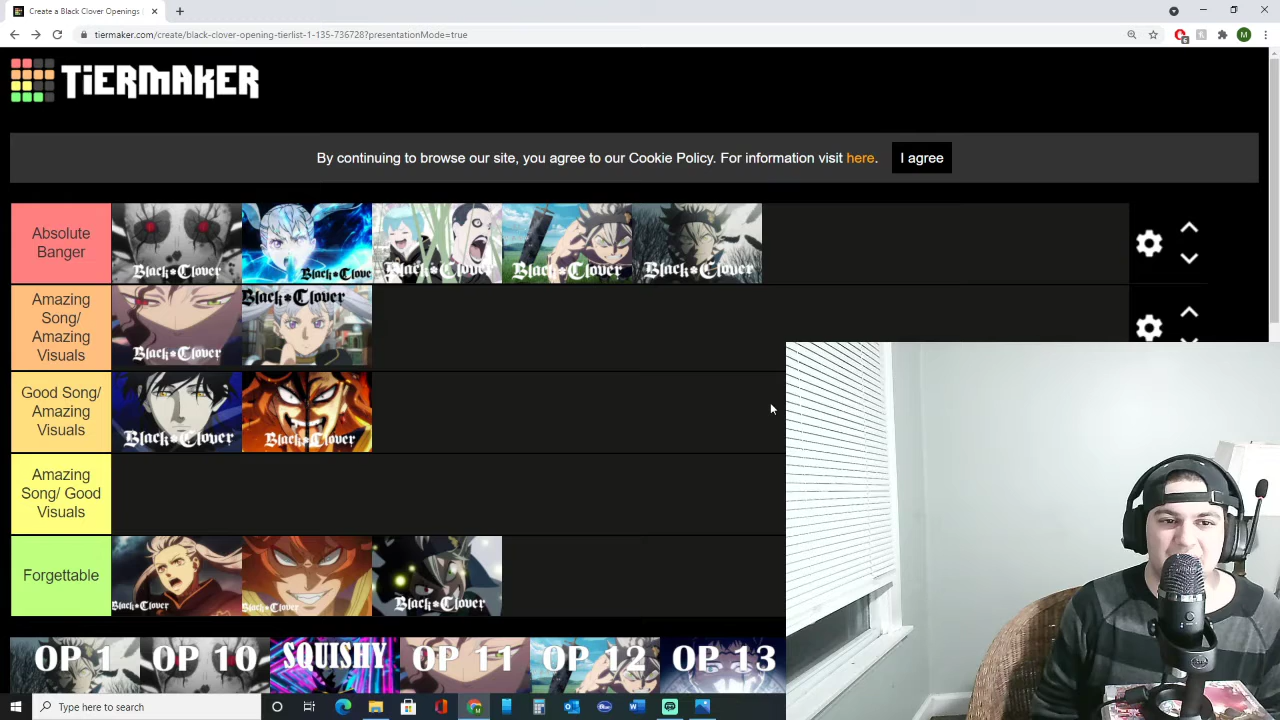 Create a Black Clover Openings
tiermaker.com/create/black-clover-opening-tierlist-1-135-736728?presentationMode=true
6
M
TiERMAKER
By continuing to browse our site, you agree to our Cookie Policy. For information visit here.
I agree
Absolute
Banger
Black Clover
Black Clove
Black Clover
Black Clover
Black Clover
Amazing
Song/
Amazing
Visuals
Black Clover
Black Clover
Good Song/
Amazing
Visuals
Black Clover
Black Clover
Amazing
Song/ Good
Visuals
Forgettable
Black Clover
Black Clover
Black Clover
OP 1
OP 10
SQUISHY
OP 11
OP 12
OP 13
Type here to search